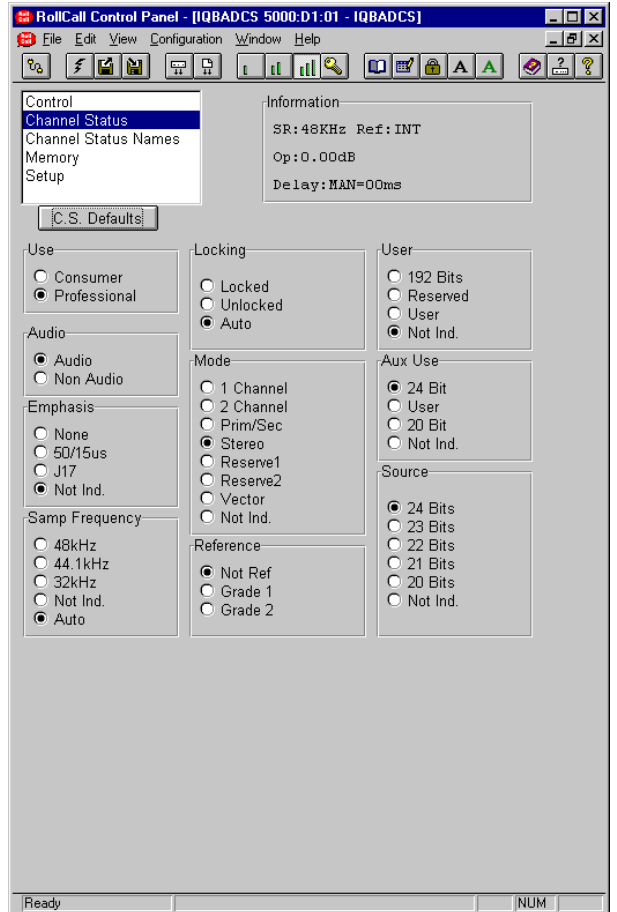 RollCall Control Panel - [IQBADCS 5000:D1:01 - IQBADCS]
File Edit View Configuration Window Help
A A ? ?
Control
Channel Status
Channel Status Names
Memory
Setup
Information
SR:48KHz Ref:INT
Op:0.00dB
Delay:MAN=00ms
C.S. Defaults
Use
Consumer
Professional
Audio
Audio
Non Audio
Emphasis
None
50/15us
J17
Not Ind.
Samp Frequency
48kHz
44.1kHz
32kHz
Not Ind.
Auto
Locking
Locked
Unlocked
Auto
Mode
1 Channel
2 Channel
Prim/Sec
Stereo
Reserve1
Reserve2
Vector
Not Ind.
Reference
Not Ref
Grade 1
Grade 2
User
192 Bits
Reserved
User
Not Ind.
Aux Use
24 Bit
User
20 Bit
Not Ind.
Source
24 Bits
23 Bits
22 Bits
21 Bits
20 Bits
Not Ind.
Ready
NUM